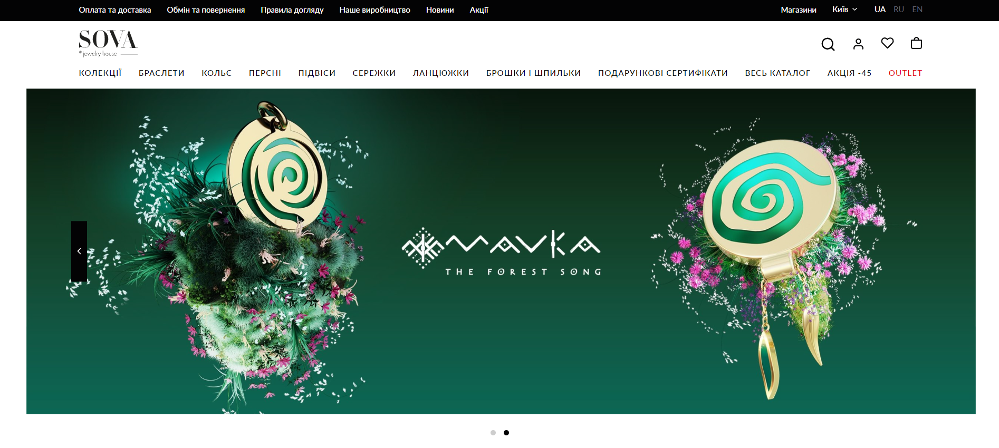 Оплата та доставка Обмін та повернення Правила догляду Наше виробництво Новини Акції Магазини Київ UA RU EN
SOVA
* jewelry house
КОЛЕКЦІЇ БРАСЛЕТИ КОЛЬЄ ПЕРСНІ ПІДВІСИ СЕРЕЖКИ ЛАНЦЮЖКИ БРОШКИ І ШПИЛЬКИ ПОДАРУНКОВІ СЕРТИФІКАТИ ВЕСЬ КАТАЛОГ АКЦІЯ -45 OUTLET
MAVKA
THE FOREST SONG